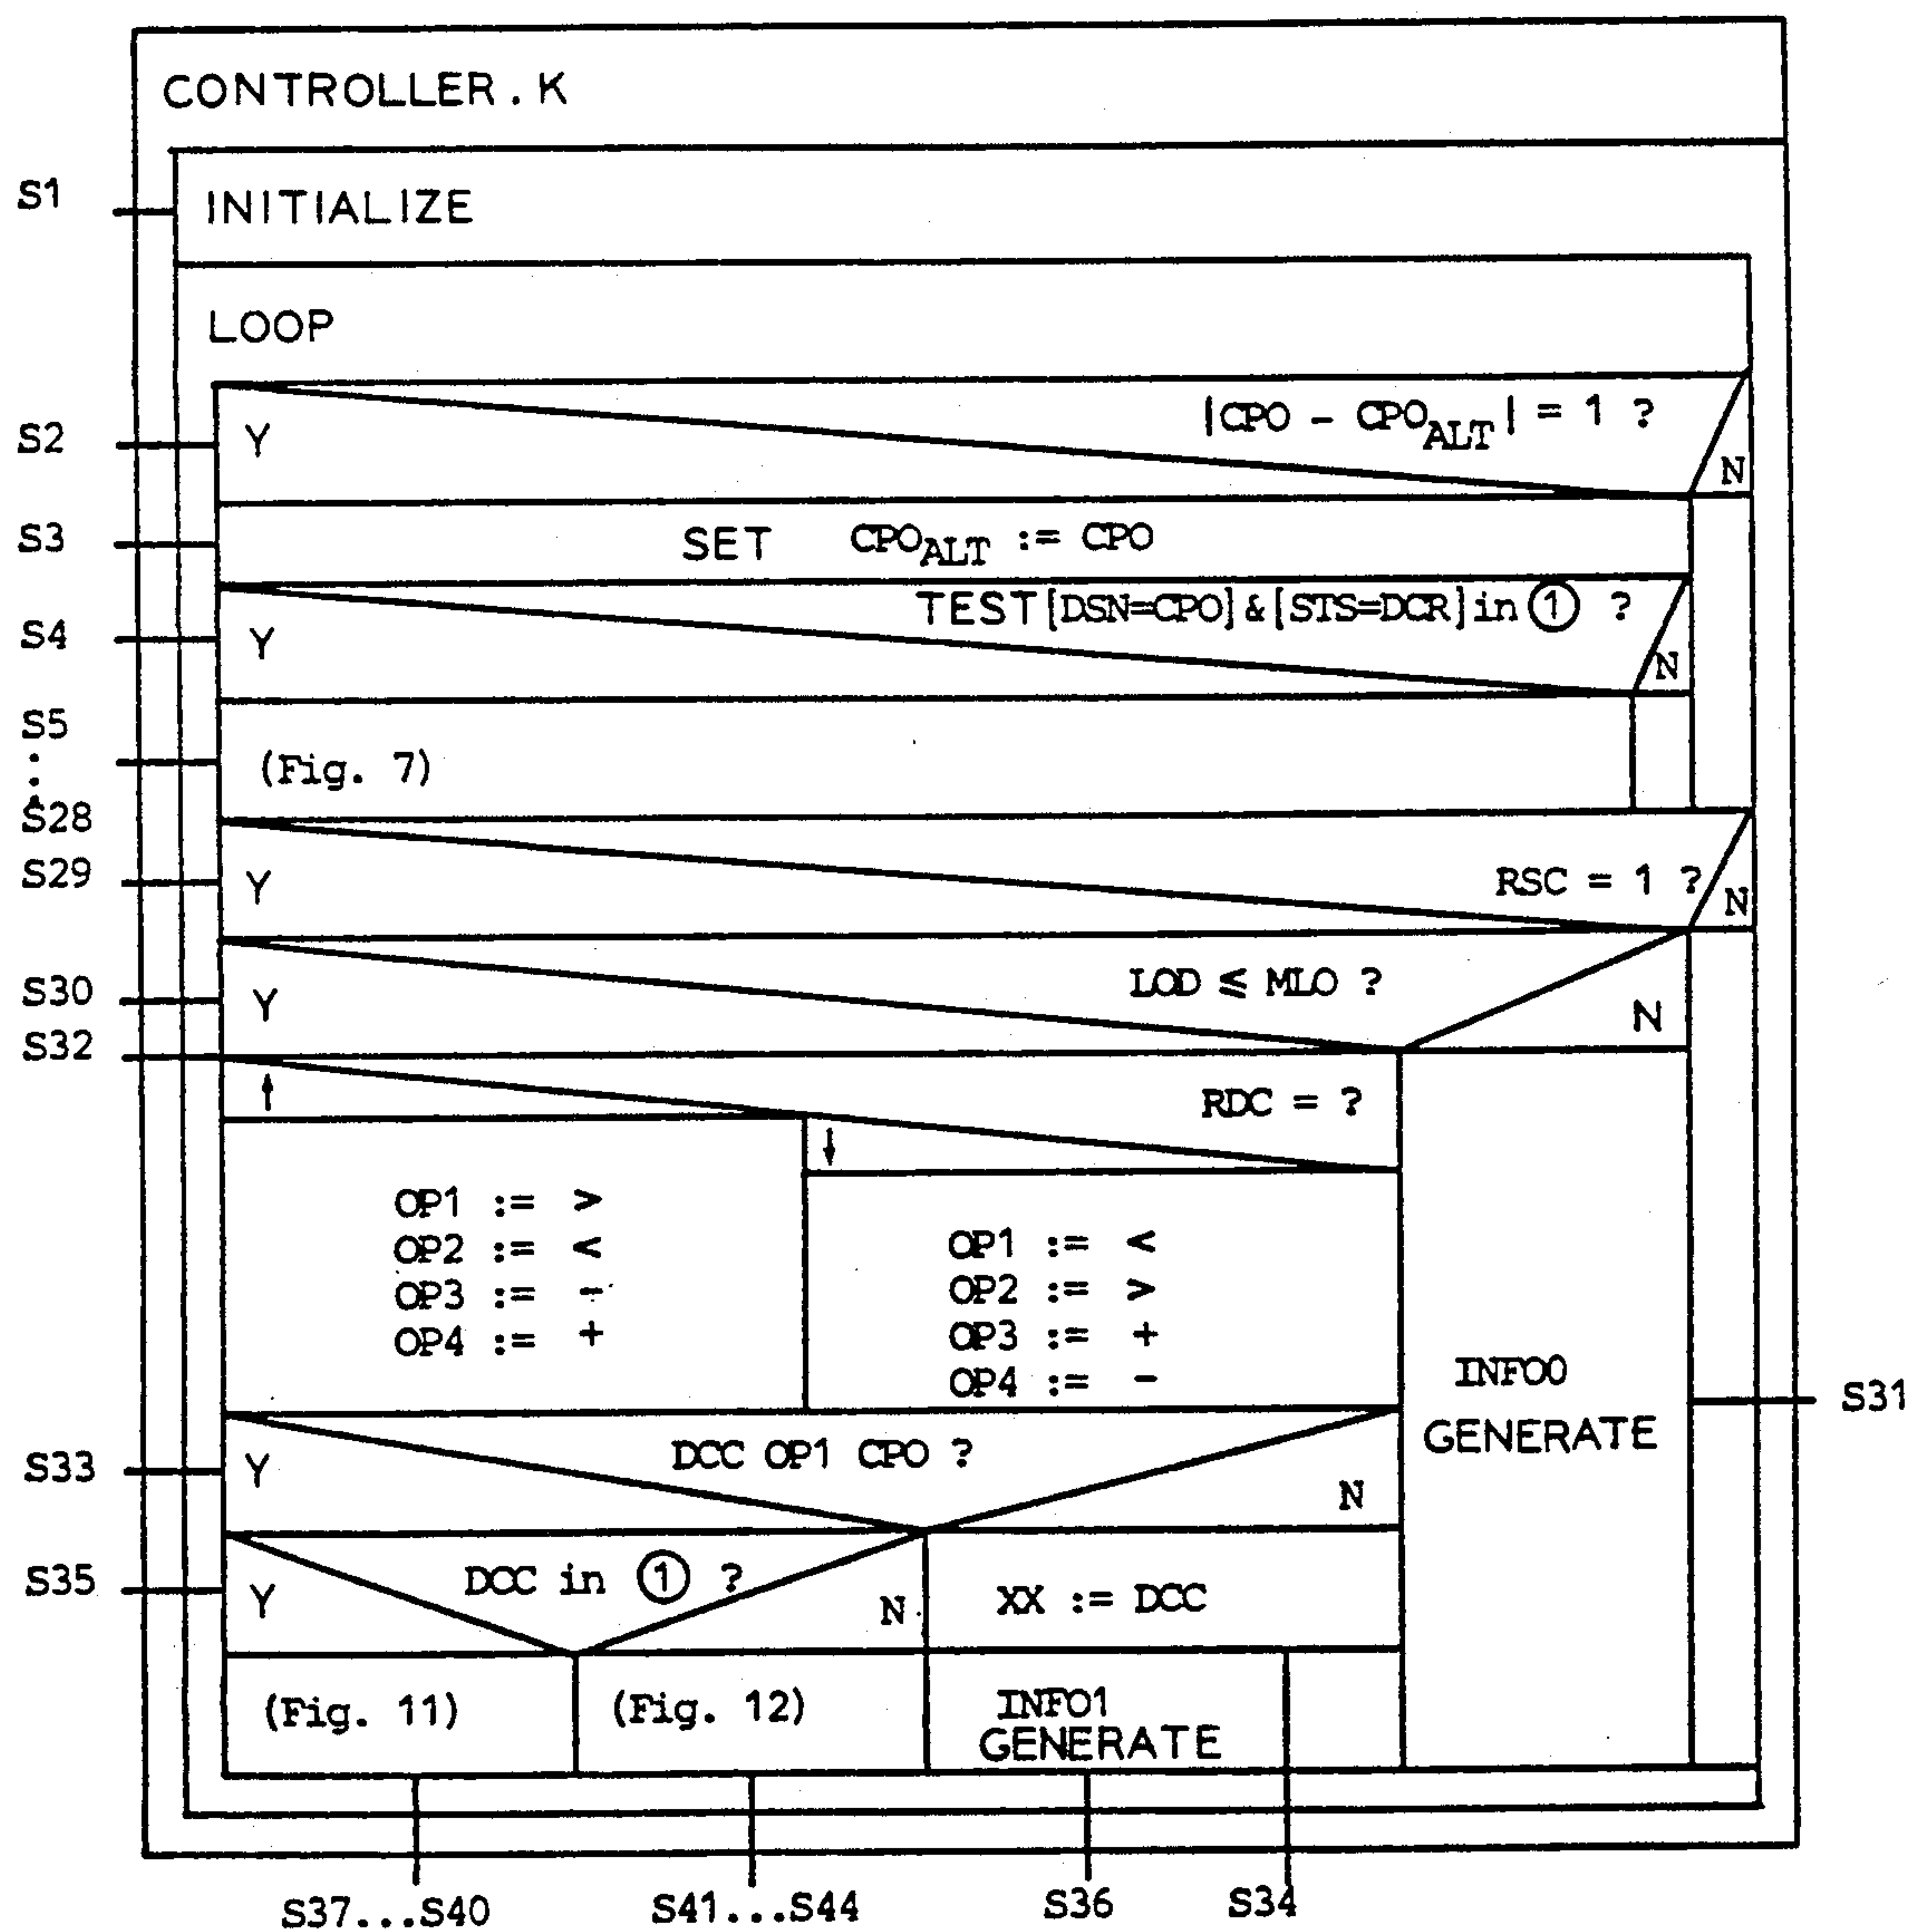 CONTROLLER.K
S1
INITIALIZE
LOOP
|CPO - CPO_ALT| = 1 ?
S2
Y
N
S3
SET CPO_ALT := CPO
TEST[DSN=CPO]&[STS=DCR]in ① ?
S4
Y
N
S5
:
(Fig. 7)
S28
S29
Y
RSC = 1 ?
N
LOD ≤ MLO ?
S30
Y
N
S32
↑
RDC = ?
↓
OP1 := >
OP2 := <
OP3 := -
OP4 := +
OP1 := <
OP2 := >
OP3 := +
OP4 := -
INFO0
GENERATE
S31
DCC OP1 CPO ?
S33
Y
N
S35
DCC in ① ?
Y
N
XX := DCC
(Fig. 11)
(Fig. 12)
INFO1
GENERATE
S37...S40
S41...S44
S36
S34